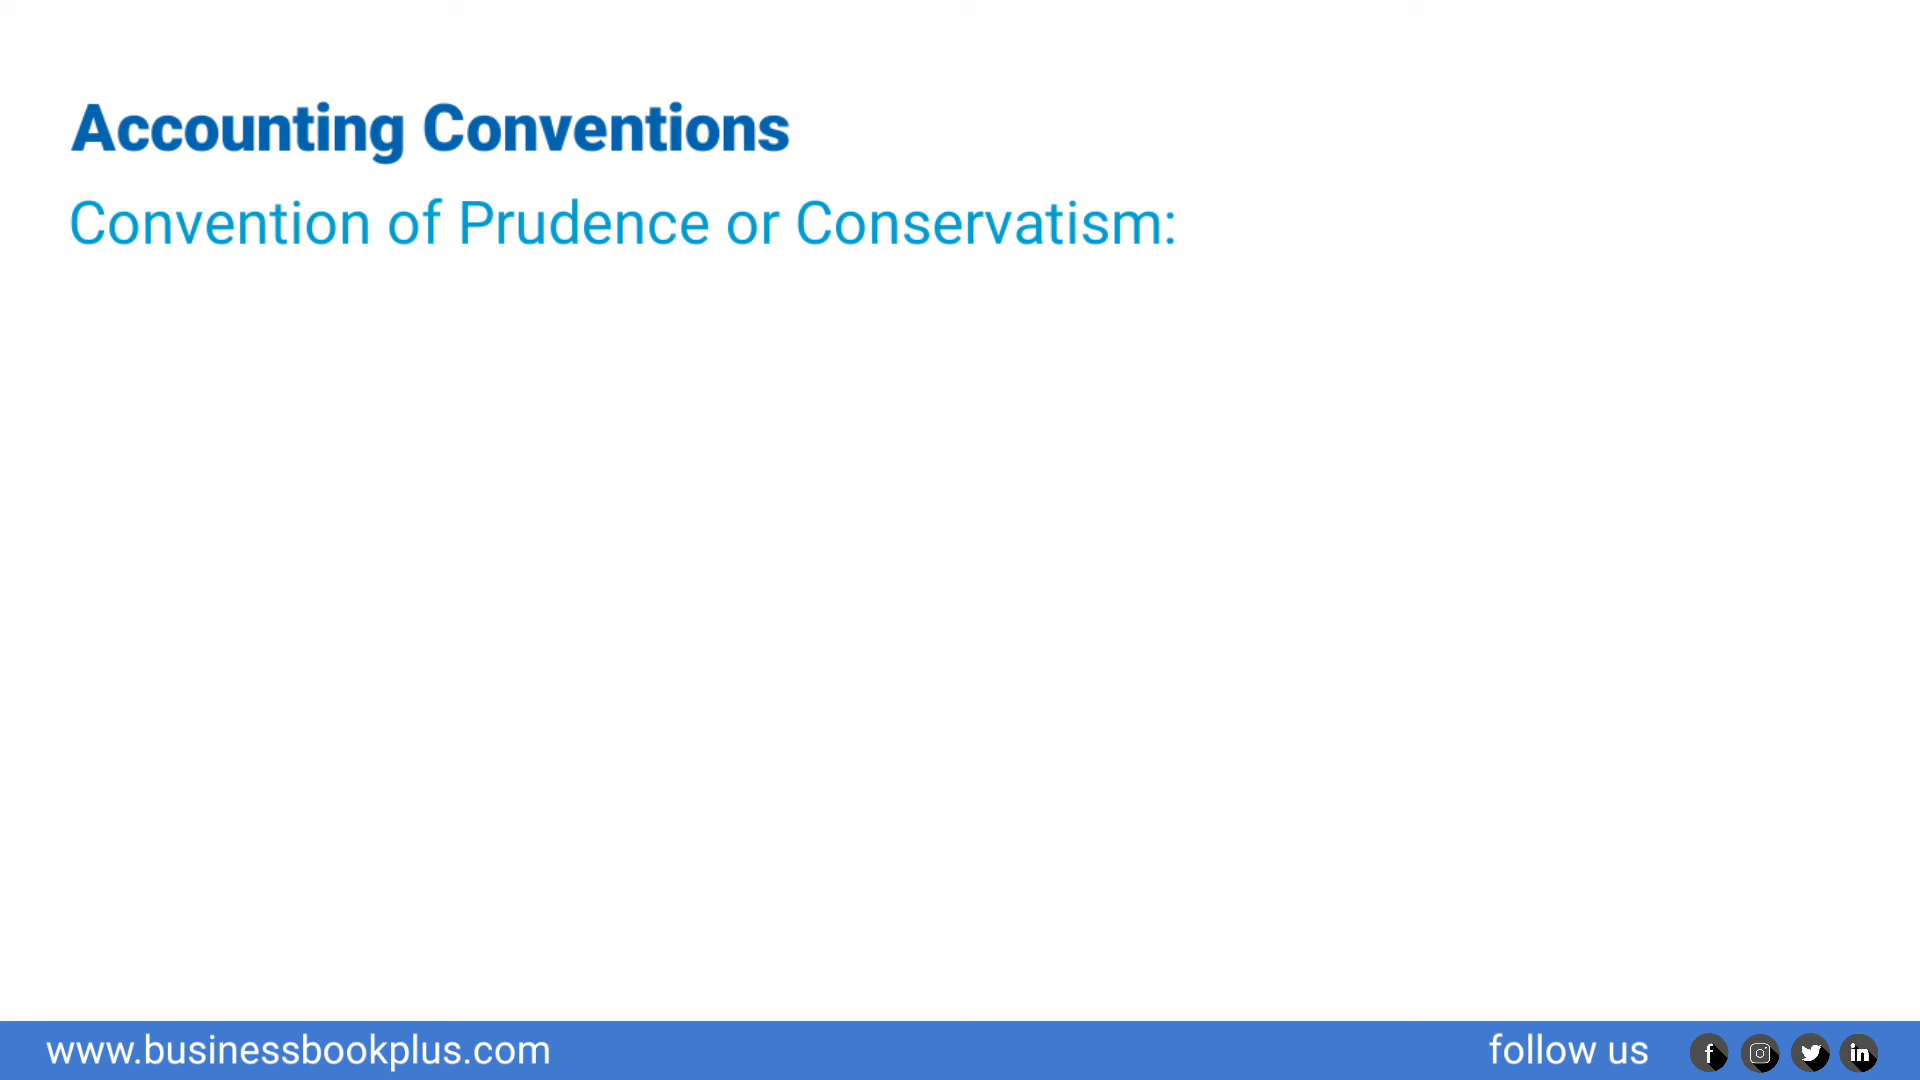 Accounting Conventions
Convention of Prudence or Conservatism:
www.businessbookplus.com
follow us